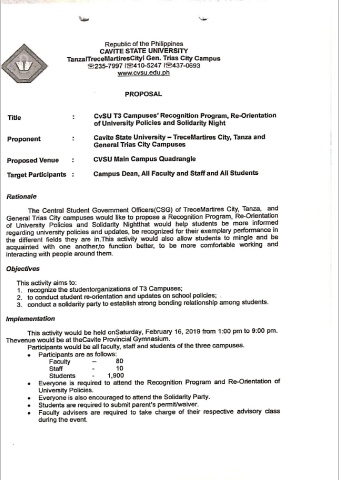 Republic of the Philippines
CAVITE STATE UNIVERSITY
Tanza/TreceMartiresCity/ Gen. Trias City Campus
☏235-7997 /☏410-5247 /☏437-0693
www.cvsu.edu.ph
PROPOSAL
Title : CvSU T3 Campuses' Recognition Program, Re-Orientation
of University Policies and Solidarity Night
Proponent : Cavite State University – TreceMartires City, Tanza and
General Trias City Campuses
Proposed Venue : CVSU Main Campus Quadrangle
Target Participants : Campus Dean, All Faculty and Staff and All Students
Rationale
The Central Student Government Officers(CSG) of TreceMartires City, Tanza, and
General Trias City campuses would like to propose a Recognition Program, Re-Orientation
of University Policies and Solidarity Nightthat would help students be more informed
regarding university policies and updates, be recognized for their exemplary performance in
the different fields they are in.This activity would also allow students to mingle and be
acquainted with one another,to function better, to be more comfortable working and
interacting with people around them.
Objectives
This activity aims to:
1. recognize the studentorganizations of T3 Campuses;
2. to conduct student re-orientation and updates on school policies;
3. conduct a solidarity party to establish strong bonding relationship among students.
Implementation
This activity would be held onSaturday, February 16, 2019 from 1:00 pm to 9:00 pm.
Thevenue would be at theCavite Provincial Gymnasium.
Participants would be all faculty, staff and students of the three campuses.
• Participants are as follows:
Faculty – 80
Staff - 10
Students - 1,900
• Everyone is required to attend the Recognition Program and Re-Orientation of
University Policies.
• Everyone is also encouraged to attend the Solidarity Party.
• Students are required to submit parent's permit/waiver.
• Faculty advisers are required to take charge of their respective advisory class
during the event.